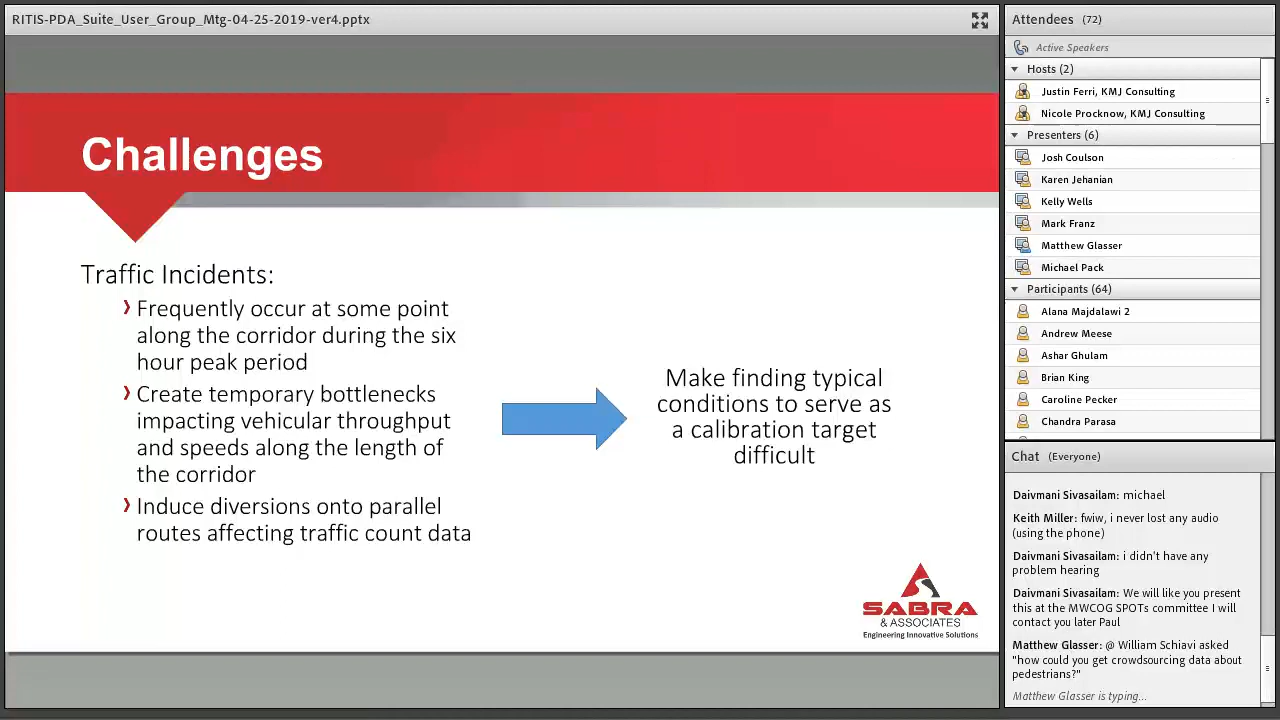 RITIS-PDA_Suite_User_Group_Mtg-04-25-2019-ver4.pptx
Challenges
Traffic Incidents:
Frequently occur at some point
along the corridor during the six
hour peak period
Create temporary bottlenecks
impacting vehicular throughput
and speeds along the length of
the corridor
Induce diversions onto parallel
routes affecting traffic count data
Make finding typical
conditions to serve as
a calibration target
difficult
SABRA
& ASSOCIATES
Engineering Innovative Solutions
Attendees (72)
Active Speakers
Hosts (2)
Justin Ferri, KMJ Consulting
Nicole Procknow, KMJ Consulting
Presenters (6)
Josh Coulson
Karen Jehanian
Kelly Wells
Mark Franz
Matthew Glasser
Michael Pack
Participants (64)
Alana Majdalawi 2
Andrew Meese
Ashar Ghulam
Brian King
Caroline Pecker
Chandra Parasa
Chat (Everyone)
Daivmani Sivasailam: michael
Keith Miller: fwiw, i never lost any audio
(using the phone)
Daivmani Sivasailam: i didn't have any
problem hearing
Daivmani Sivasailam: We will like you present
this at the MWCOG SPOTs committee I will
contact you later Paul
Matthew Glasser: @ William Schiavi asked
"how could you get crowdsourcing data about
pedestrians?"
Matthew Glasser is typing...